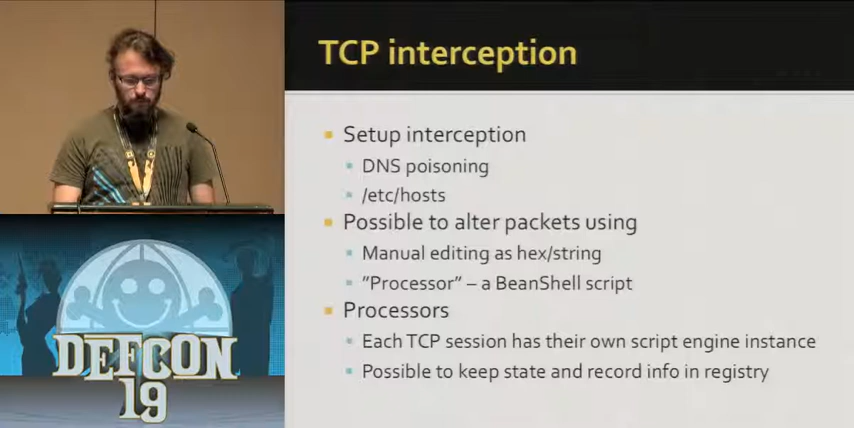 TCP interception
Setup interception
DNS poisoning
/etc/hosts
Possible to alter packets using
Manual editing as hex/string
”Processor” – a BeanShell script
Processors
Each TCP session has their own script engine instance
Possible to keep state and record info in registry
DEFCON
19